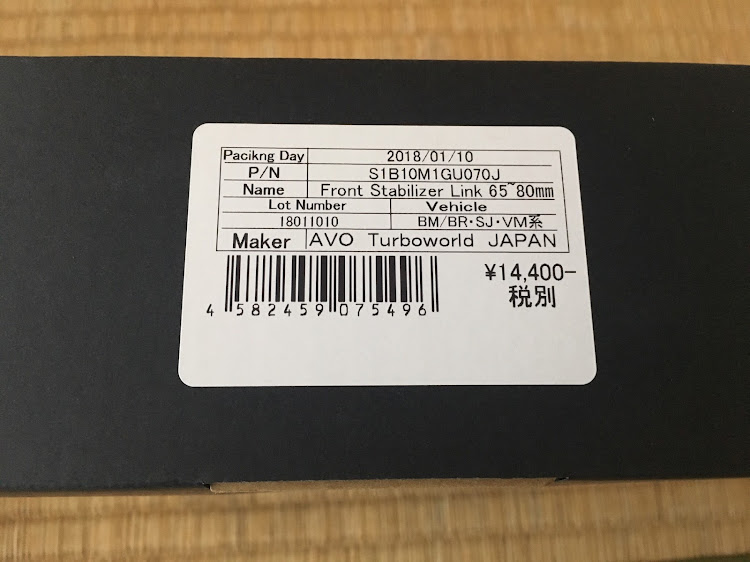 Pacikng Day 2018/01/10
P/N S1B10M1GU070J
Name Front Stabilizer Link 65~80mm
Lot Number Vehicle
18011010 BM/BR・SJ・VM系
Maker AVO Turboworld JAPAN
¥14,400-
税別
4 582459 075496